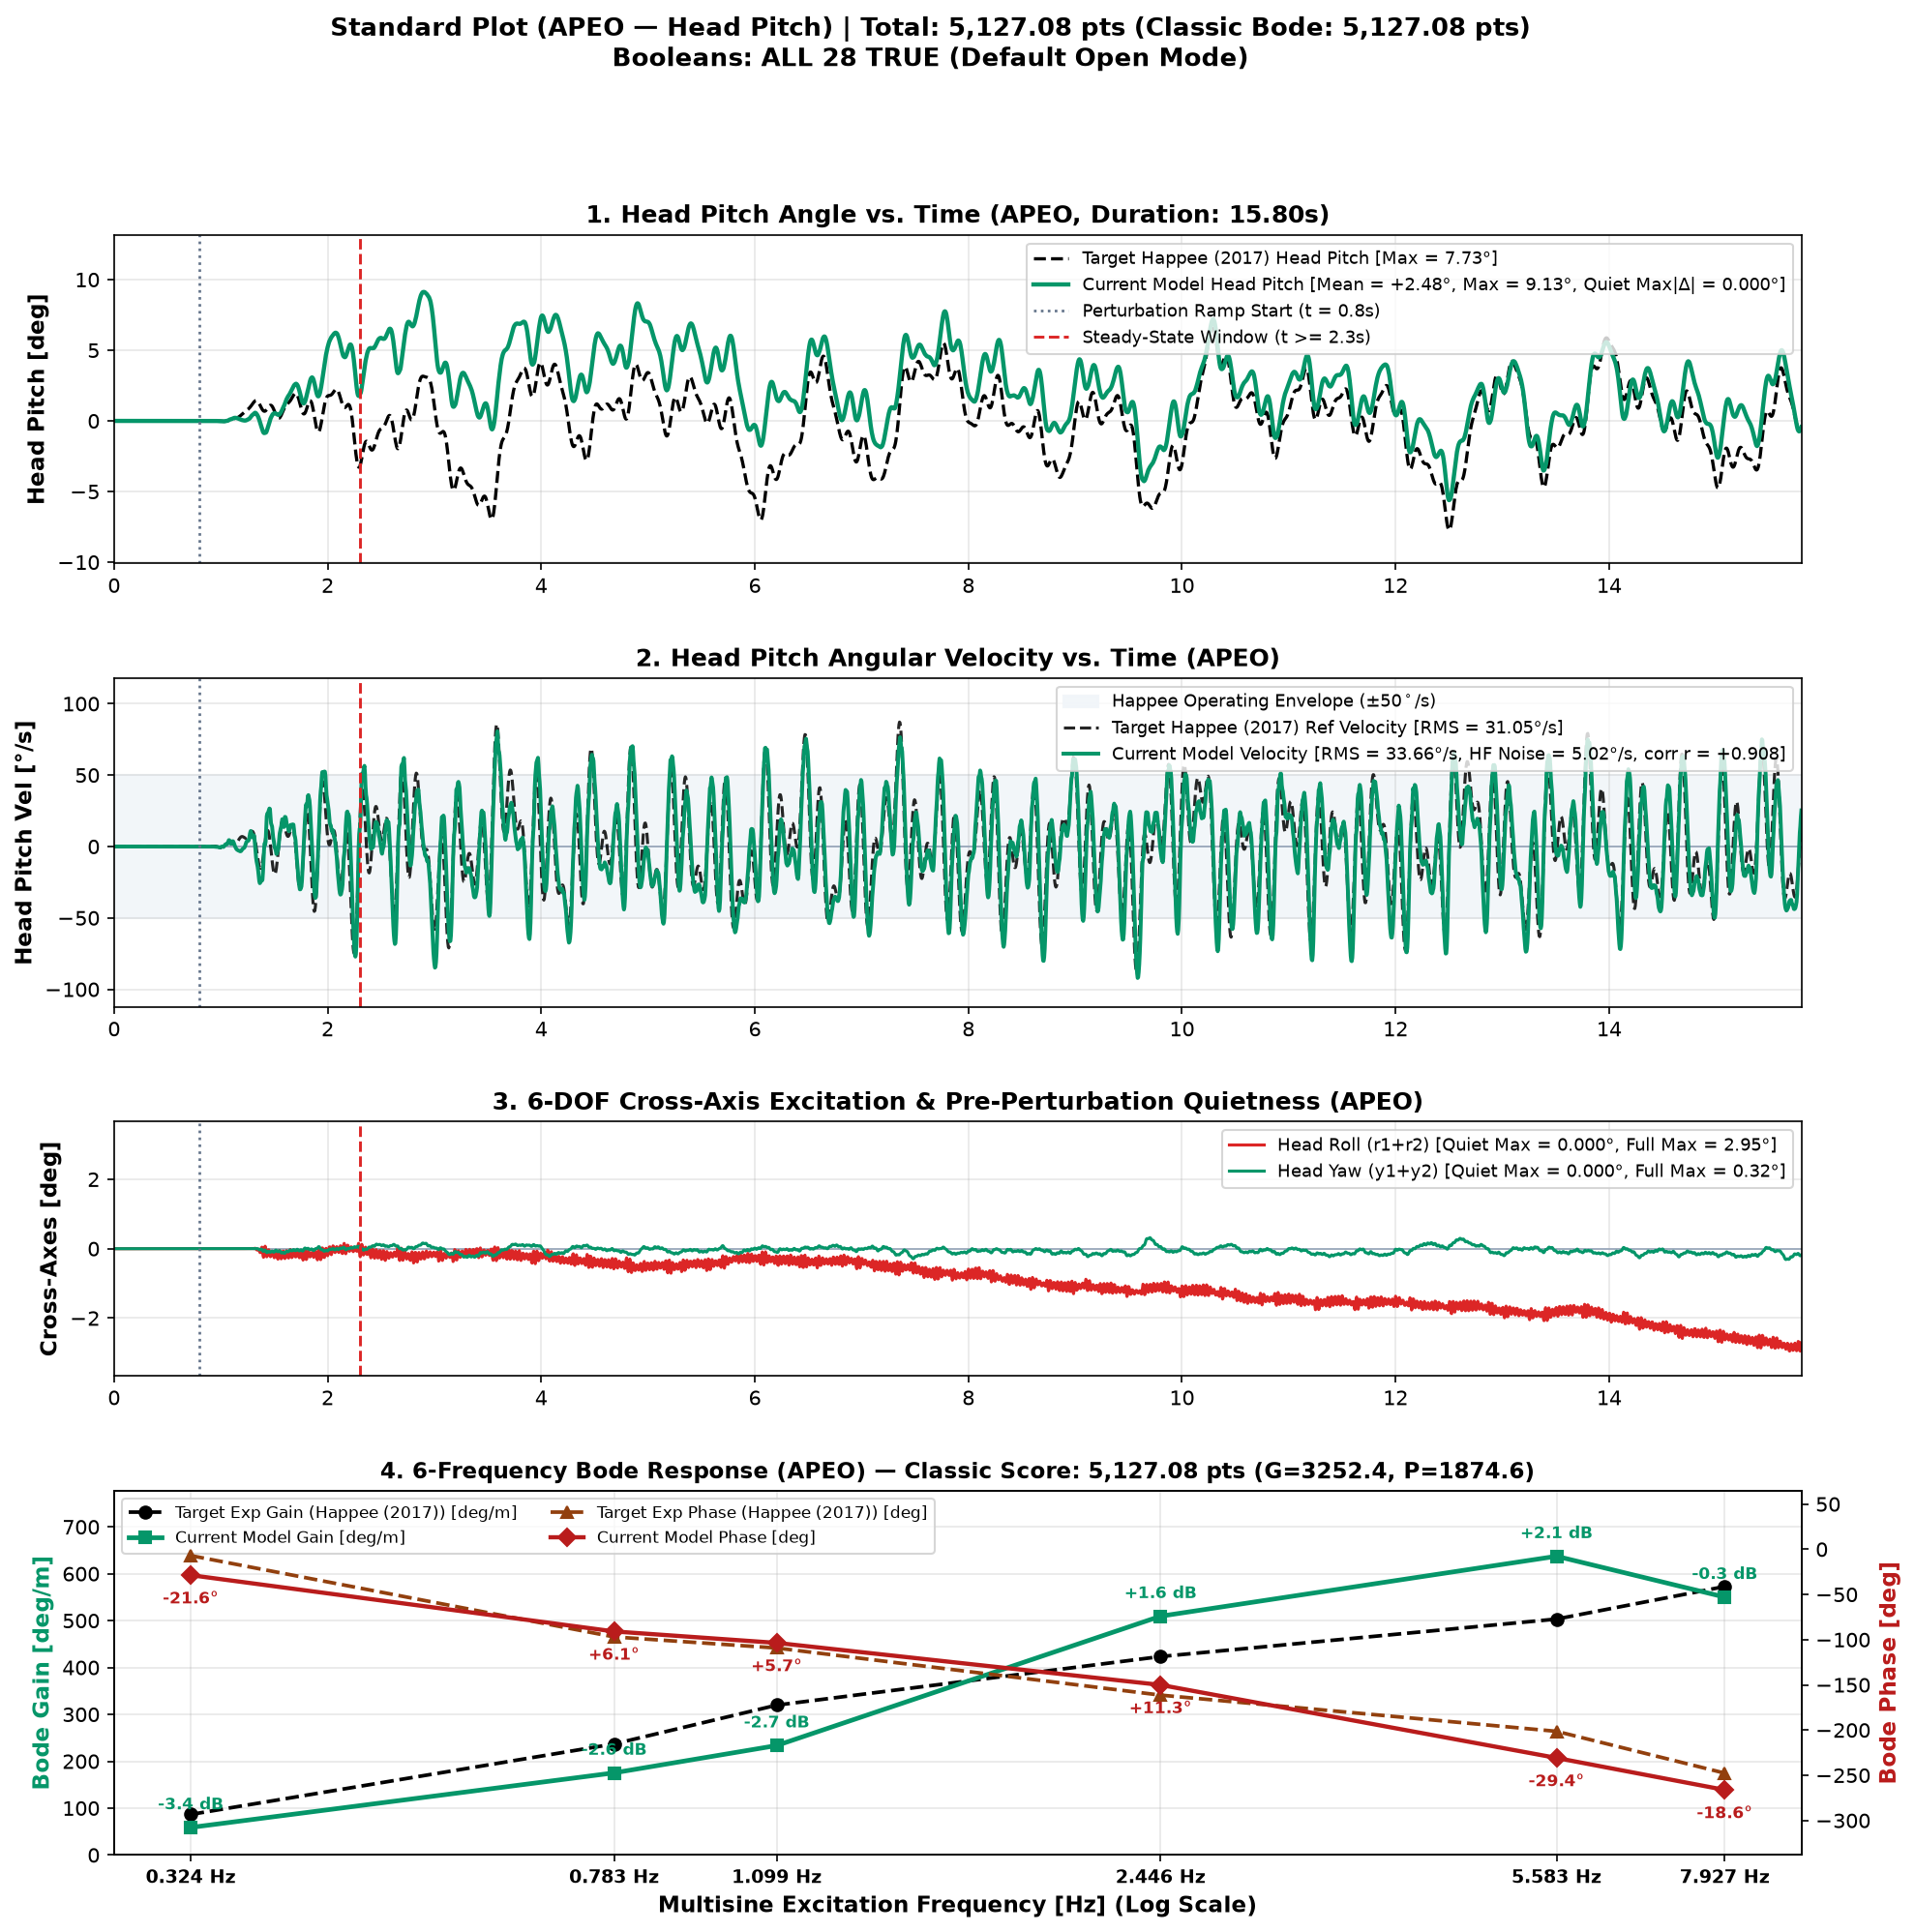 Standard Plot (APEO — Head Pitch) | Total: 5,127.08 pts (Classic Bode: 5,127.08 pts)
Booleans: ALL 28 TRUE (Default Open Mode)
1. Head Pitch Angle vs. Time (APEO, Duration: 15.80s)
Head Pitch [deg]
10
5
0
−5
−10
Target Happee (2017) Head Pitch [Max = 7.73°]
Current Model Head Pitch [Mean = +2.48°, Max = 9.13°, Quiet Max|Δ| = 0.000°]
Perturbation Ramp Start (t = 0.8s)
Steady-State Window (t >= 2.3s)
0 2 4 6 8 10 12 14
2. Head Pitch Angular Velocity vs. Time (APEO)
Head Pitch Vel [°/s]
100
50
0
−50
−100
Happee Operating Envelope (±50°/s)
Target Happee (2017) Ref Velocity [RMS = 31.05°/s]
Current Model Velocity [RMS = 33.66°/s, HF Noise = 5.02°/s, corr r = +0.908]
0 2 4 6 8 10 12 14
3. 6-DOF Cross-Axis Excitation & Pre-Perturbation Quietness (APEO)
Cross-Axes [deg]
2
0
−2
Head Roll (r1+r2) [Quiet Max = 0.000°, Full Max = 2.95°]
Head Yaw (y1+y2) [Quiet Max = 0.000°, Full Max = 0.32°]
0 2 4 6 8 10 12 14
4. 6-Frequency Bode Response (APEO) — Classic Score: 5,127.08 pts (G=3252.4, P=1874.6)
Bode Gain [deg/m]
700
600
500
400
300
200
100
0
Target Exp Gain (Happee (2017)) [deg/m]
Current Model Gain [deg/m]
Target Exp Phase (Happee (2017)) [deg]
Current Model Phase [deg]
-3.4 dB
-2.6 dB
-2.7 dB
+1.6 dB
+2.1 dB
-0.3 dB
-21.6°
+6.1°
+5.7°
+11.3°
-29.4°
-18.6°
50
0
−50
−100
−150
−200
−250
−300
Bode Phase [deg]
0.324 Hz 0.783 Hz 1.099 Hz 2.446 Hz 5.583 Hz 7.927 Hz
Multisine Excitation Frequency [Hz] (Log Scale)